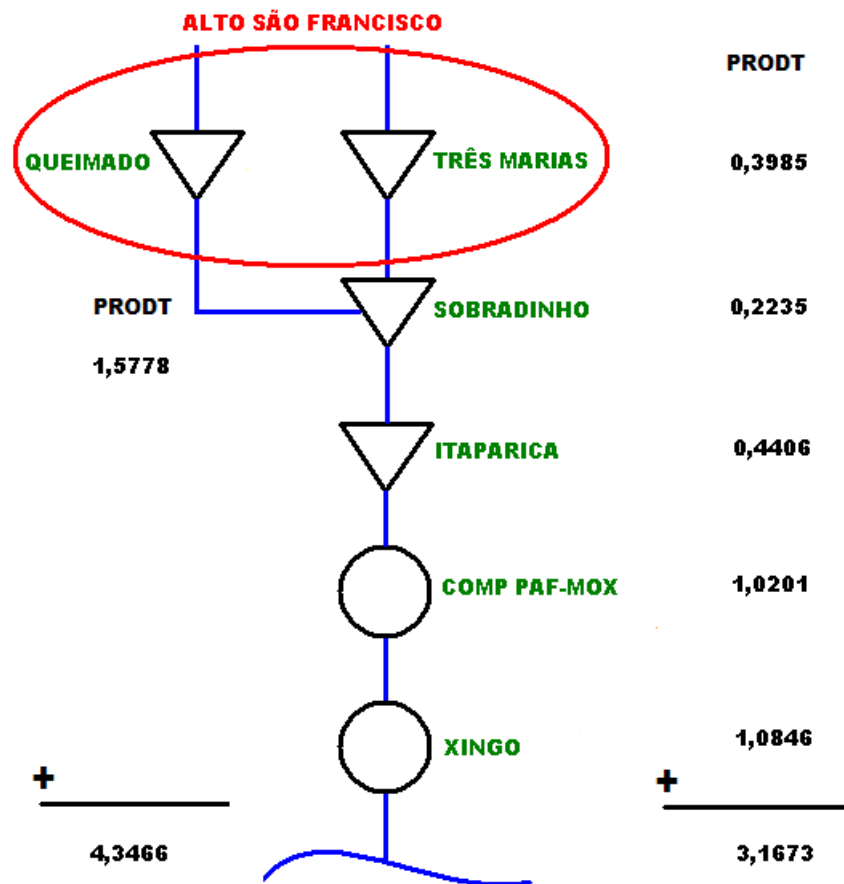 ALTO SÃO FRANCISCO
PRODT
QUEIMADO
TRÊS MARIAS
0,3985
PRODT
SOBRADINHO
0,2235
1,5778
ITAPARICA
0,4406
COMP PAF-MOX
1,0201
XINGO
1,0846
+
+
4,3466
3,1673